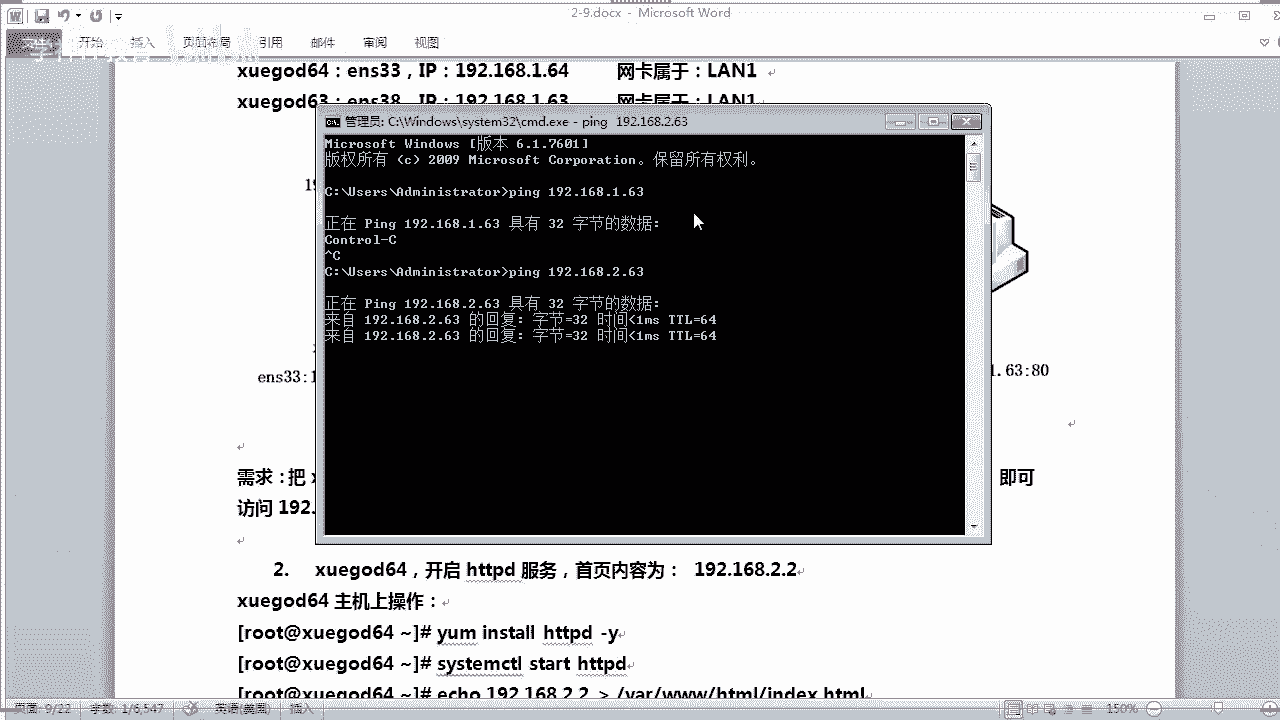 2-9.docx - Microsoft Word
开始 插入 页面布局 引用 邮件 审阅 视图
xuegod64：ens33，IP：192.168.1.64 网卡属于：LAN1
xuegod63：ens38，IP：192.168.1.63 网卡属于：LAN1
管理员: C:\Windows\system32\cmd.exe - ping 192.168.2.63
Microsoft Windows [版本 6.1.7601]
版权所有 (c) 2009 Microsoft Corporation。保留所有权利。
C:\Users\Administrator>ping 192.168.1.63
正在 Ping 192.168.1.63 具有 32 字节的数据:
Control-C
^C
C:\Users\Administrator>ping 192.168.2.63
正在 Ping 192.168.2.63 具有 32 字节的数据:
来自 192.168.2.63 的回复: 字节=32 时间<1ms TTL=64
来自 192.168.2.63 的回复: 字节=32 时间<1ms TTL=64
ens33:1
1.63:80
需求：把 x
即可
访问 192.
2. xuegod64，开启 httpd 服务，首页内容为： 192.168.2.2
xuegod64 主机上操作：
[root@xuegod64 ~]# yum install httpd -y
[root@xuegod64 ~]# systemctl start httpd
[root@xuegod64 ~]# echo 192.168.2.2 > /var/www/html/index.html
页面: 9/22 字数: 1/6,547 英语(美国) 插入 150%